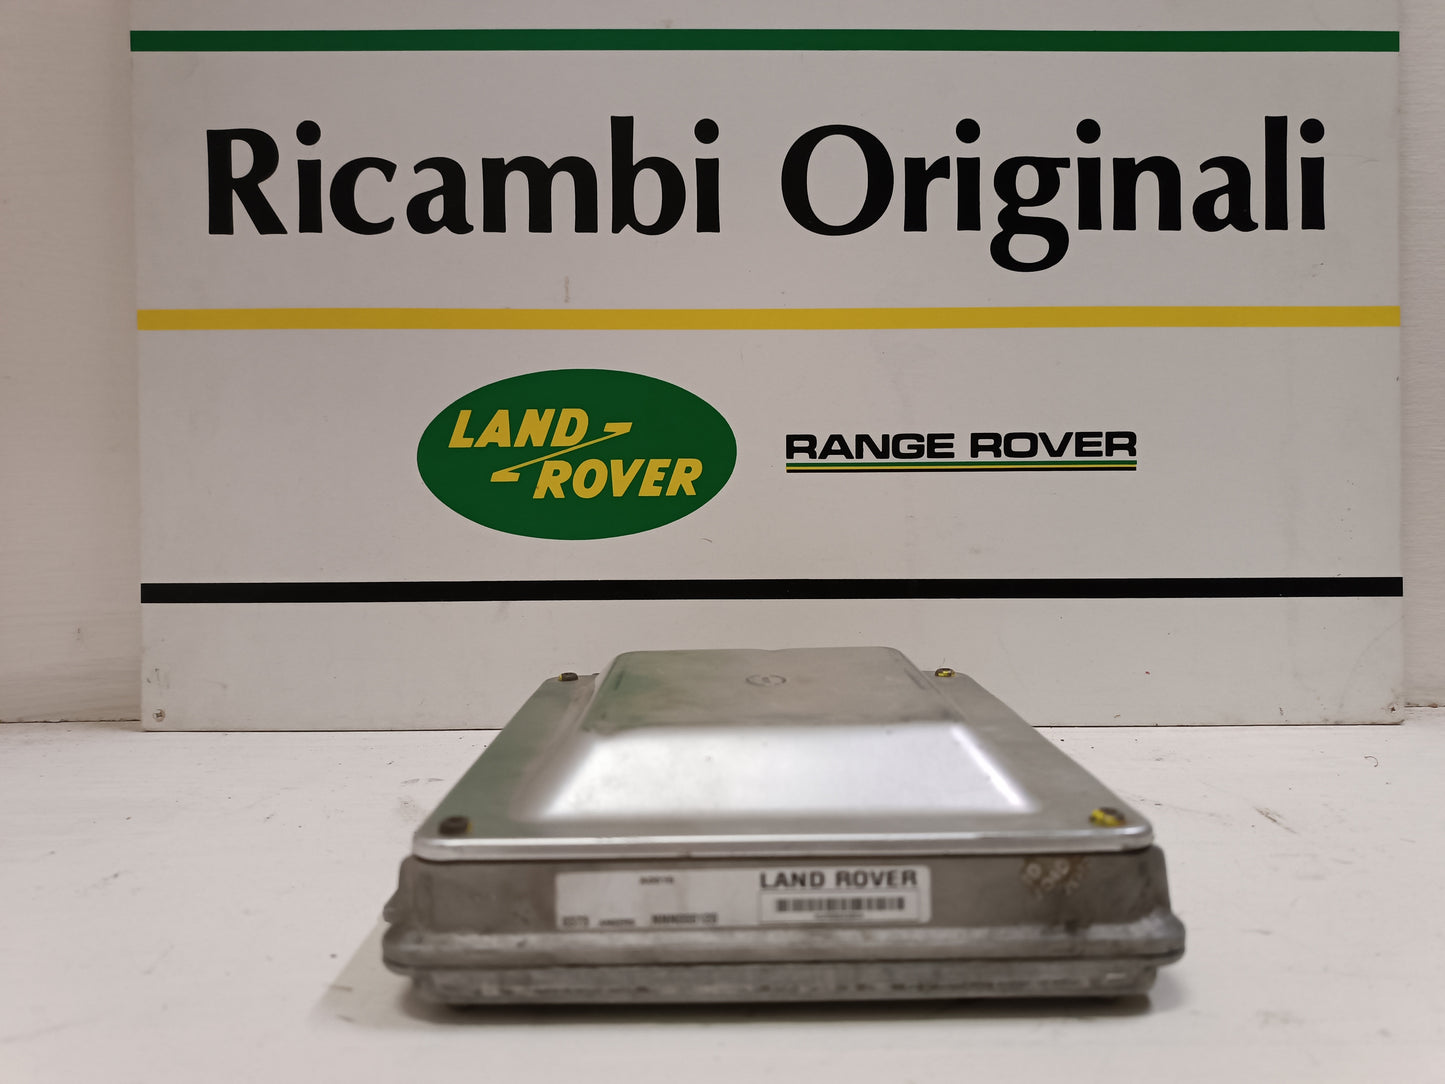 Ricambi Originali
LAND
ROVER
RANGE ROVER
LAND ROVER